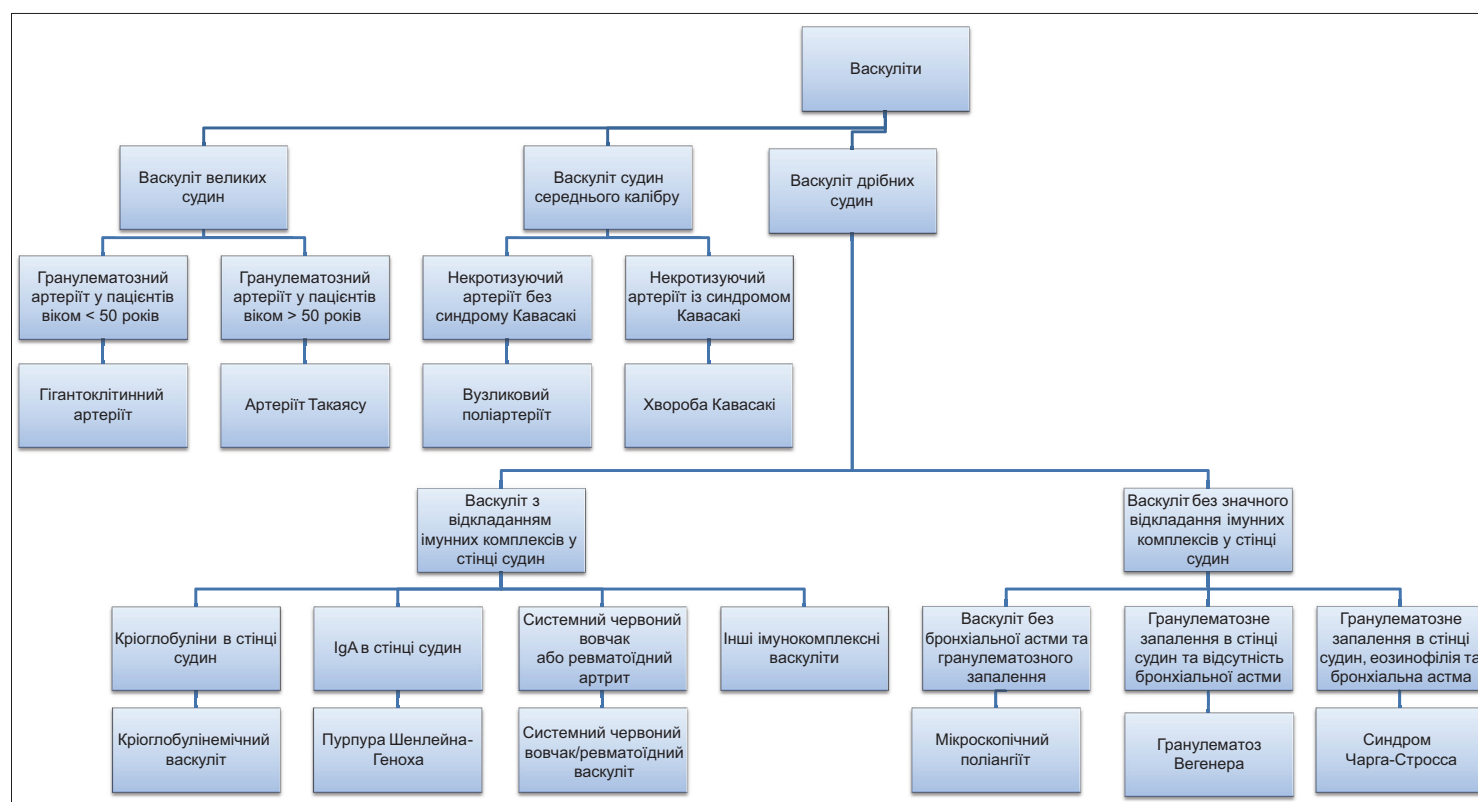 Васкуліти
Васкуліт великих
судин
Васкуліт судин
середнього калібру
Васкуліт дрібних
судин
Гранулематозний
артеріїт у пацієнтів
віком < 50 років
Гранулематозний
артеріїт у пацієнтів
віком > 50 років
Некротизуючий
артеріїт без
синдрому Кавасакі
Некротизуючий
артеріїт із синдромом
Кавасакі
Гігантоклітинний
артеріїт
Артеріїт Такаясу
Вузликовий
поліартеріїт
Хвороба Кавасакі
Васкуліт з
відкладанням
імунних комплексів у
стінці судин
Васкуліт без значного
відкладання імунних
комплексів у стінці
судин
Кріоглобуліни в стінці
судин
IgA в стінці судин
Системний червоний
вовчак
або ревматоїдний
артрит
Інші імунокомплексні
васкуліти
Васкуліт без
бронхіальної астми та
гранулематозного
запалення
Гранулематозне
запалення в стінці
судин та відсутність
бронхіальної астми
Гранулематозне
запалення в стінці
судин, еозинофілія та
бронхіальна астма
Кріоглобулінемічний
васкуліт
Пурпура Шенлейна-
Геноха
Системний червоний
вовчак/ревматоїдний
васкуліт
Мікроскопічний
поліангіїт
Гранулематоз
Вегенера
Синдром
Чарга-Стросса